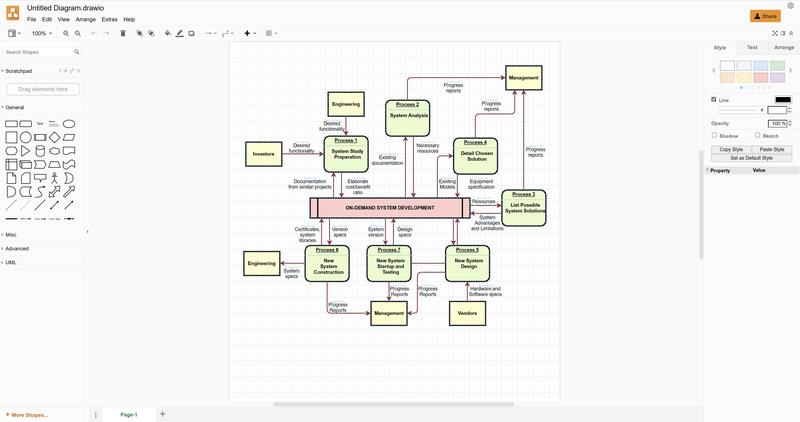 Untitled Diagram.drawio
File View Arrange Extras Help
Share
100%
Search Shapes
Scratchpad
Drag elements here
General
Text
Misc
Advanced
UML
+ More Shapes...
Page-1
Style Text Arrange
Line
Opacity 100 %
Shadow Sketch
Copy Style Paste Style
Set as Default Style
Property Value
Management
Progress
reports
Engineering
Process 2
System Analysis
Progress
reports
Desired
functionality
Process 1
System Study
Preparation
Investors
Desired
functionality
Existing
documentation
Necessary
resources
Process 4
Detail Chosen
Solution
Progress
reports
Documentation
from similar projects
Elaborate
cost/benefit
ratio
Existing
Models
Equipment
specification
Process 3
List Possible
System Solutions
ON-DEMAND SYSTEM DEVELOPMENT
Resources
System
Advantages
and Limitations
Certificates,
system
libraries
Version
specs
System
version
Design
specs
Engineering
System
specs
Process 6
New
System
Construction
Process 7
New System
Startup and
Testing
Process 5
New System
Design
Progress
Reports
Progress
Reports
Progress
Reports
Hardware and
Software specs
Management
Vendors